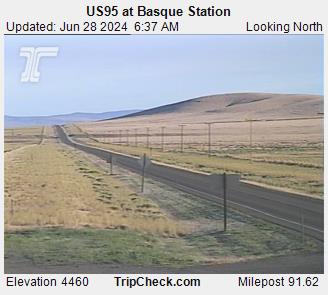 US95 at Basque Station
Updated: Jun 28 2024 6:37 AM Looking North
Elevation 4460 TripCheck.com Milepost 91.62